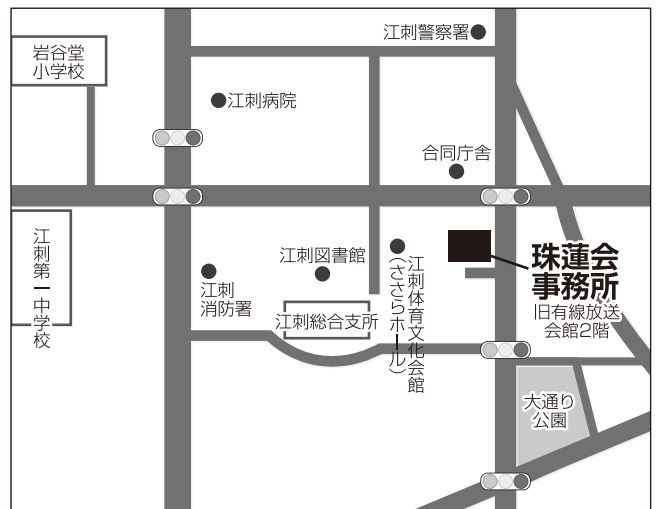 江刺警察署
岩谷堂
小学校
江刺病院
合同庁舎
江刺第一中学校
江刺
消防署
江刺図書館
江刺総合支所
江刺体育文化会館
（ささらホール）
珠蓮会
事務所
旧有線放送
会館2階
大通り
公園